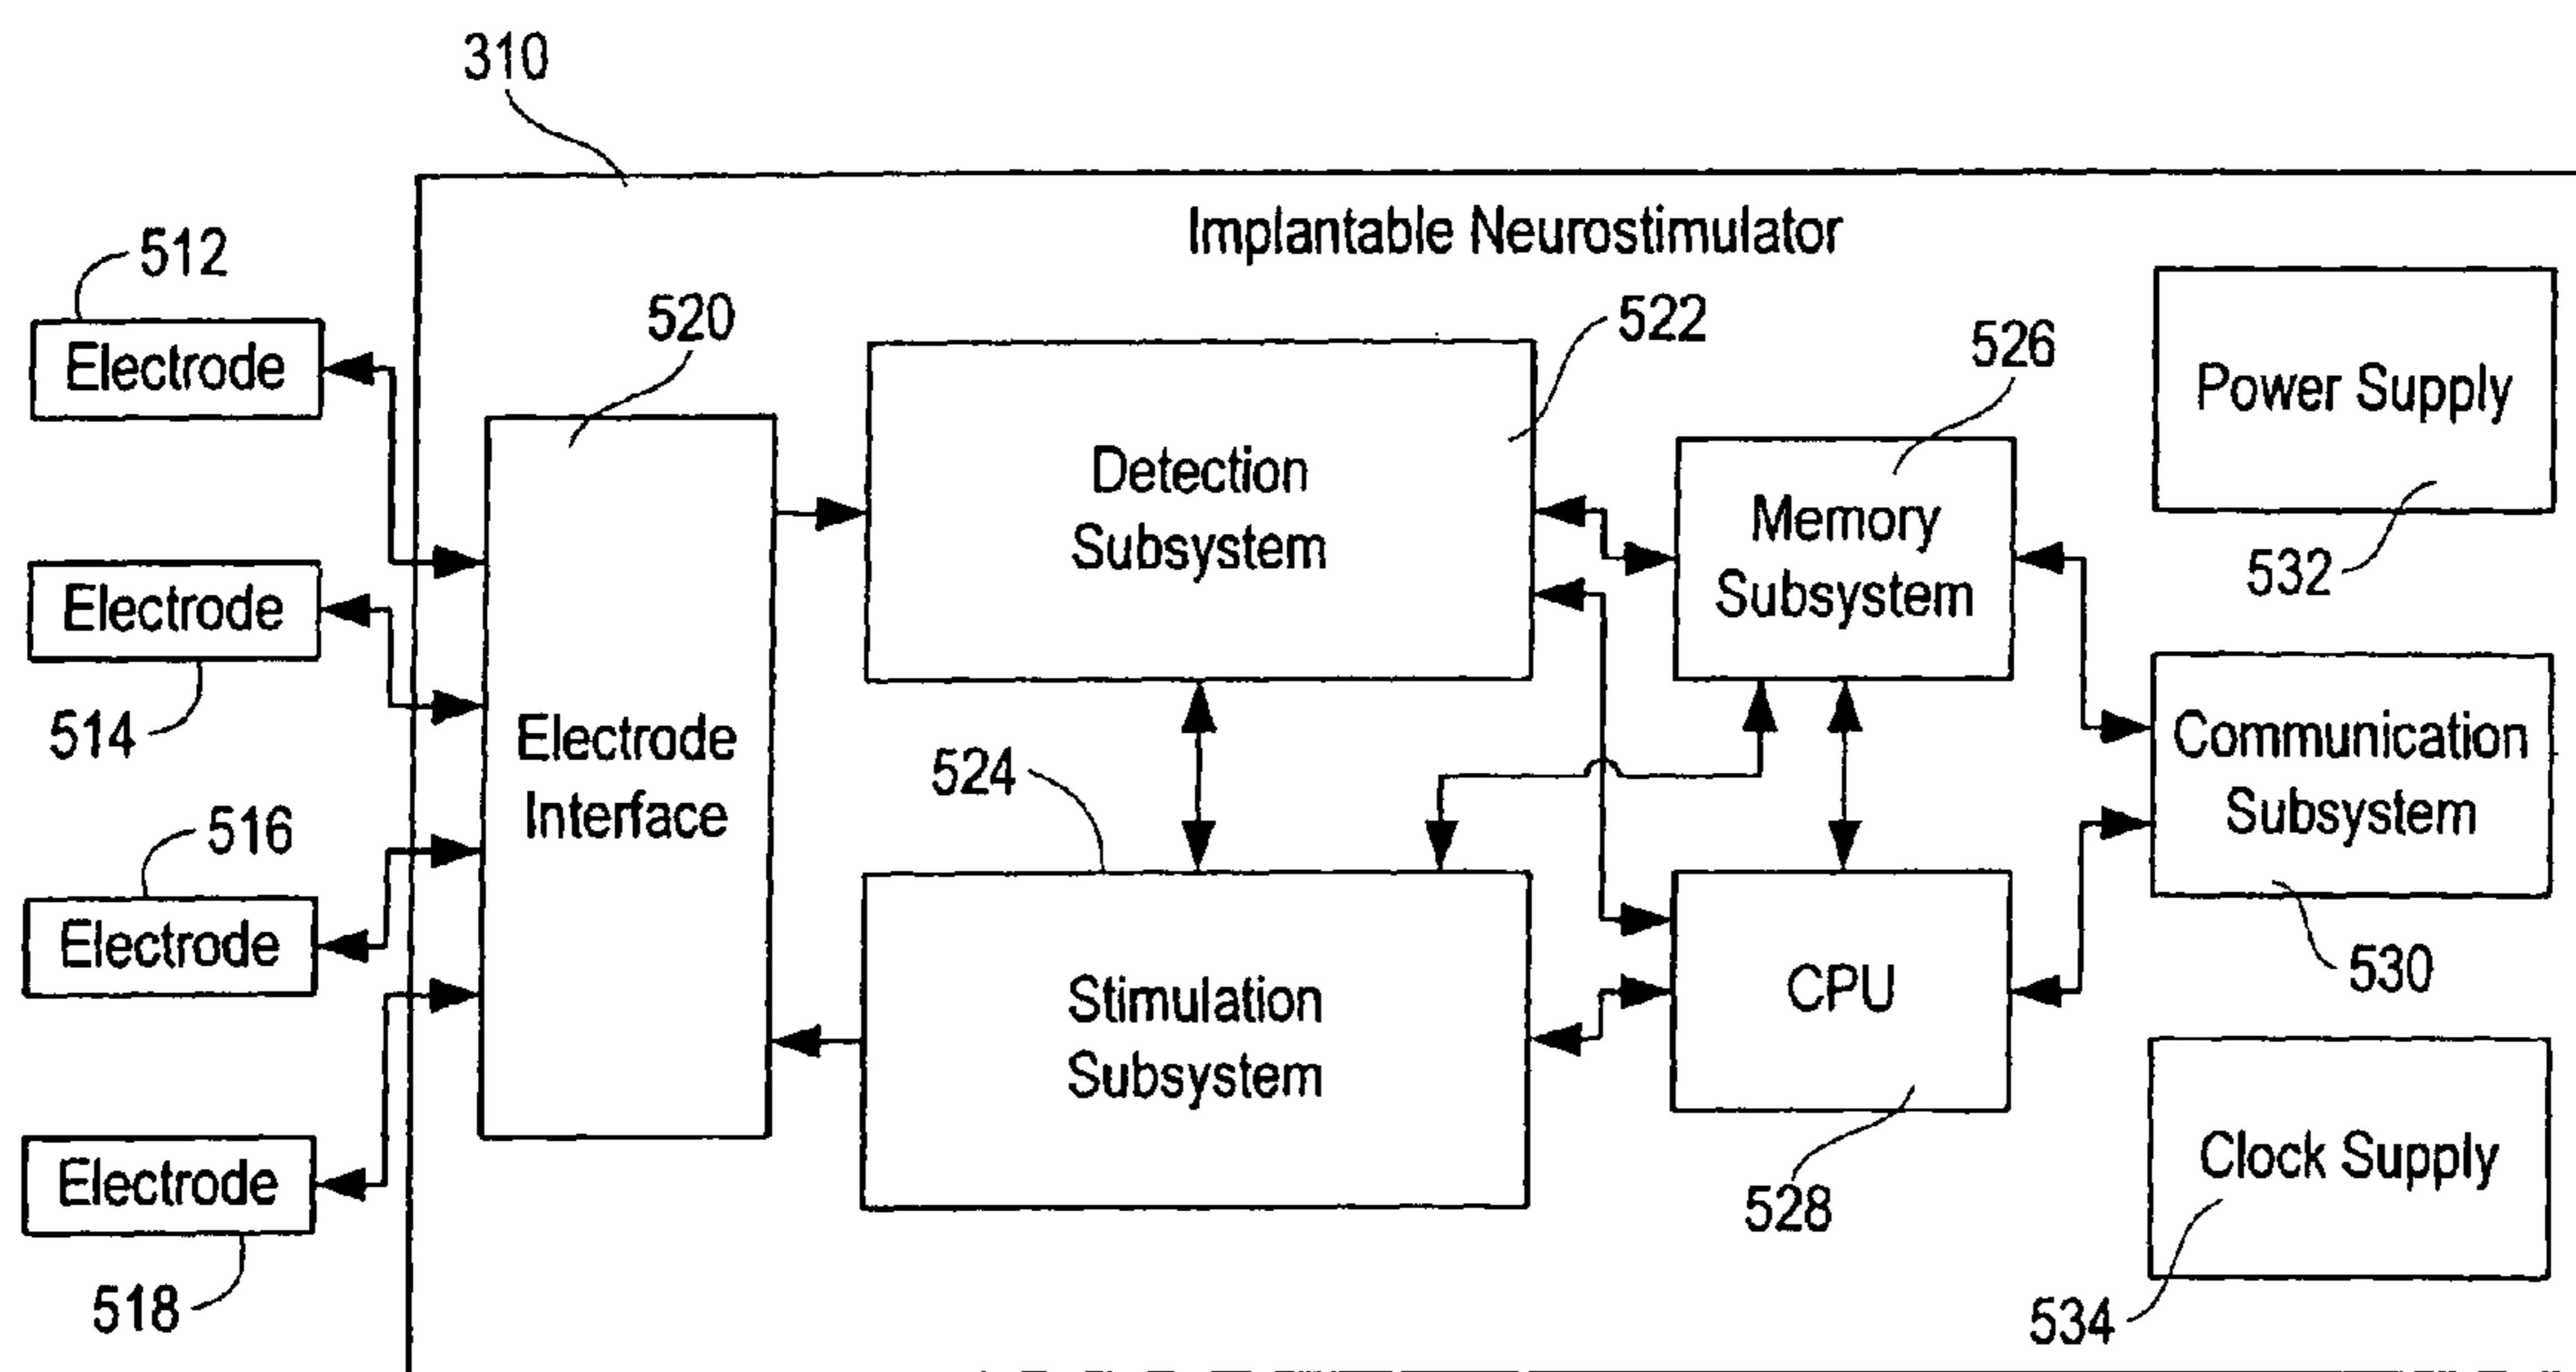 310
Implantable Neurostimulator
512
Electrode
514
Electrode
516
Electrode
518
Electrode
520
Electrode
Interface
522
Detection
Subsystem
524
Stimulation
Subsystem
526
Memory
Subsystem
528
CPU
Power Supply
532
Communication
Subsystem
530
Clock Supply
534